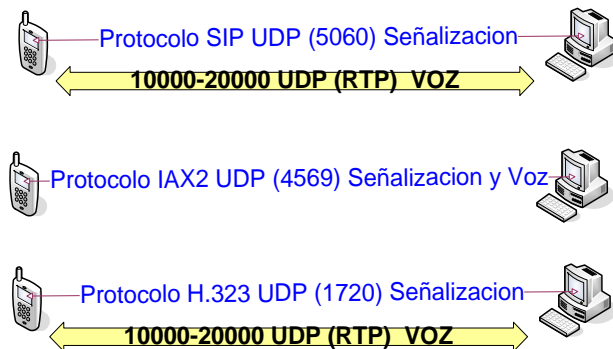 Protocolo SIP UDP (5060) Señalizacion
10000-20000 UDP (RTP) VOZ
Protocolo IAX2 UDP (4569) Señalizacion y Voz
Protocolo H.323 UDP (1720) Señalizacion
10000-20000 UDP (RTP) VOZ